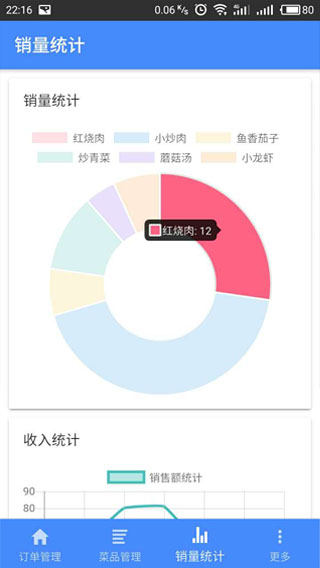 22:16 0.06 K/s 80
销量统计
销量统计
红烧肉 小炒肉 鱼香茄子
炒青菜 蘑菇汤 小龙虾
红烧肉: 12
收入统计
销售额统计
90
80
订单管理 菜品管理 销量统计 更多